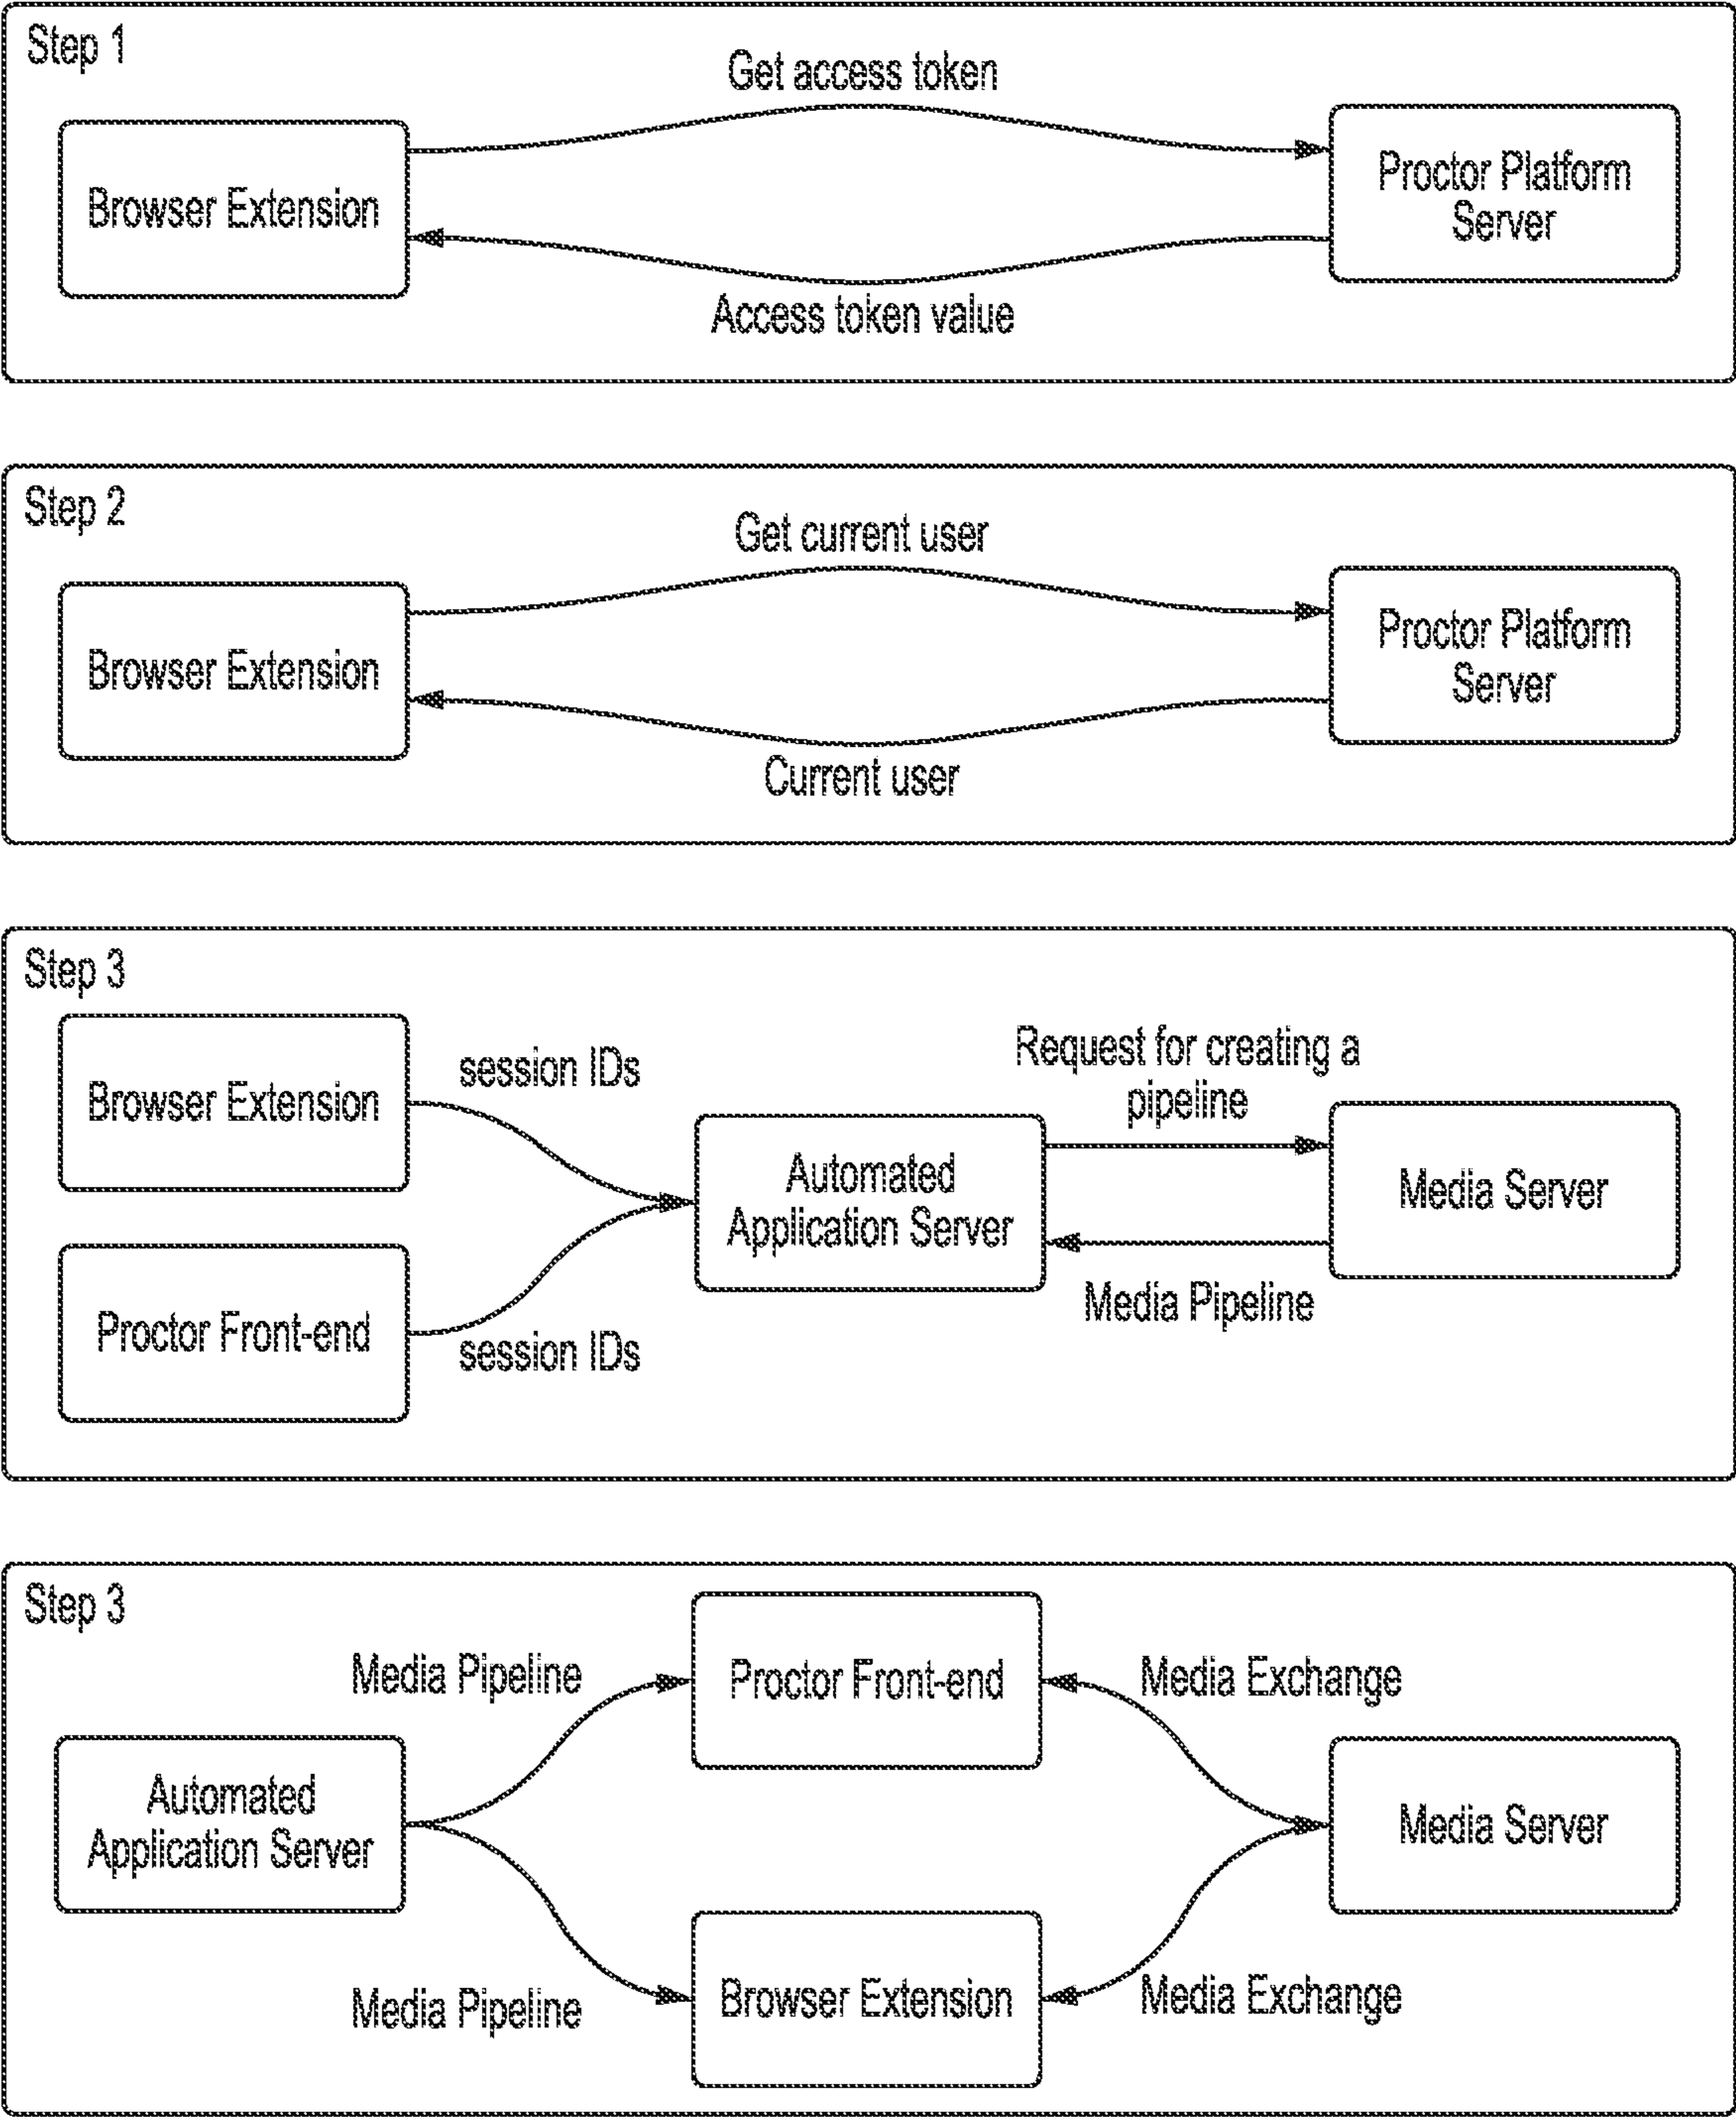 Step 1
Get access token
Browser Extension
Proctor Platform
Server
Access token value
Step 2
Get current user
Browser Extension
Proctor Platform
Server
Current user
Step 3
Browser Extension
session IDs
Request for creating a
pipeline
Automated
Application Server
Media Server
Proctor Front-end
session IDs
Media Pipeline
Step 3
Media Pipeline
Proctor Front-end
Media Exchange
Automated
Application Server
Media Server
Media Pipeline
Browser Extension
Media Exchange